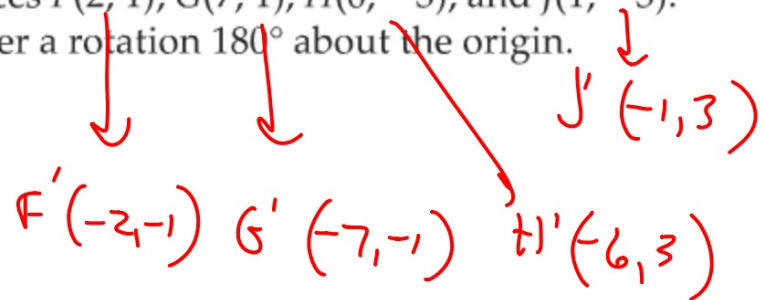 er a rotation 180° about the origin.
J' (-1,3)
F' (-2,-1) G' (-7,-1) H' (-6,3)